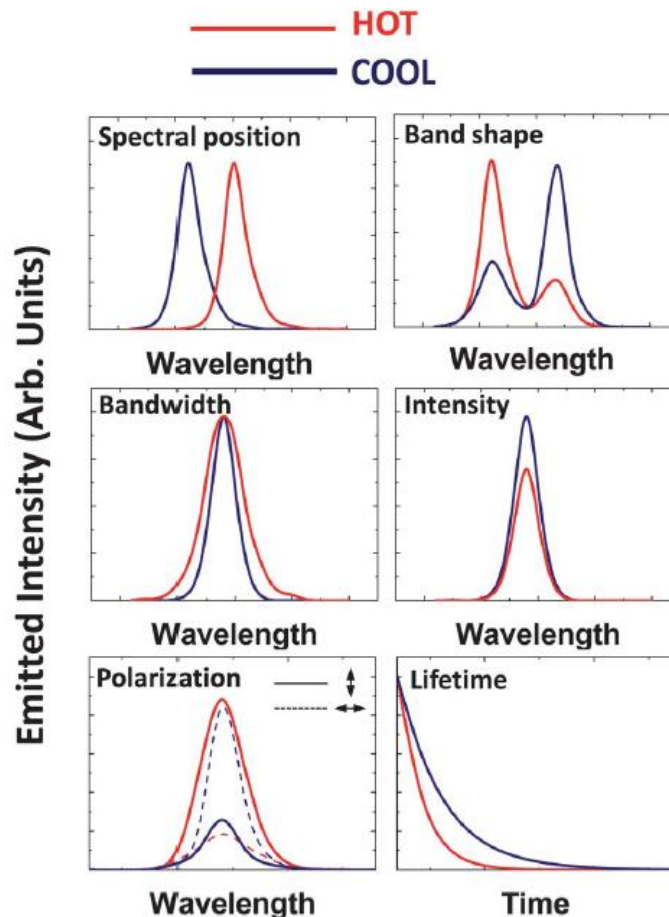 HOT
COOL
Emitted Intensity (Arb. Units)
Spectral position
Band shape
Wavelength
Wavelength
Bandwidth
Intensity
Wavelength
Wavelength
Polarization
Lifetime
Wavelength
Time